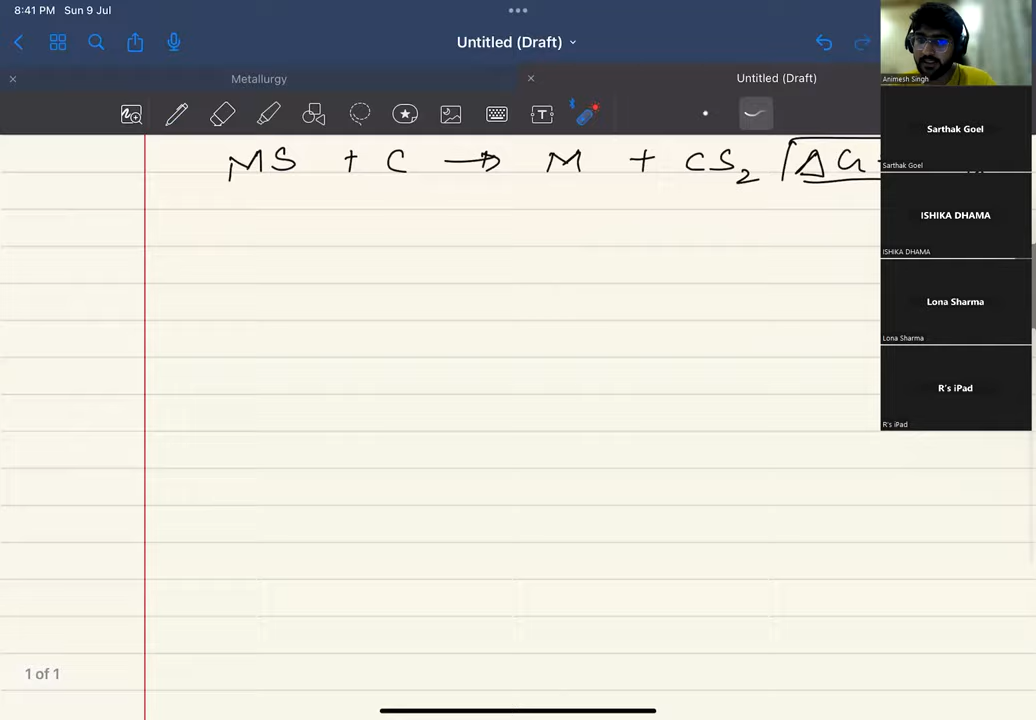 8:41 PM Sun 9 Jul
Untitled (Draft)
Metallurgy
Untitled (Draft)
Animesh Singh
MS + C → M + CS₂ ΔG
Sarthak Goel
Sarthak Goel
ISHIKA DHAMA
ISHIKA DHAMA
Lona Sharma
Lona Sharma
R's iPad
R's iPad
1 of 1